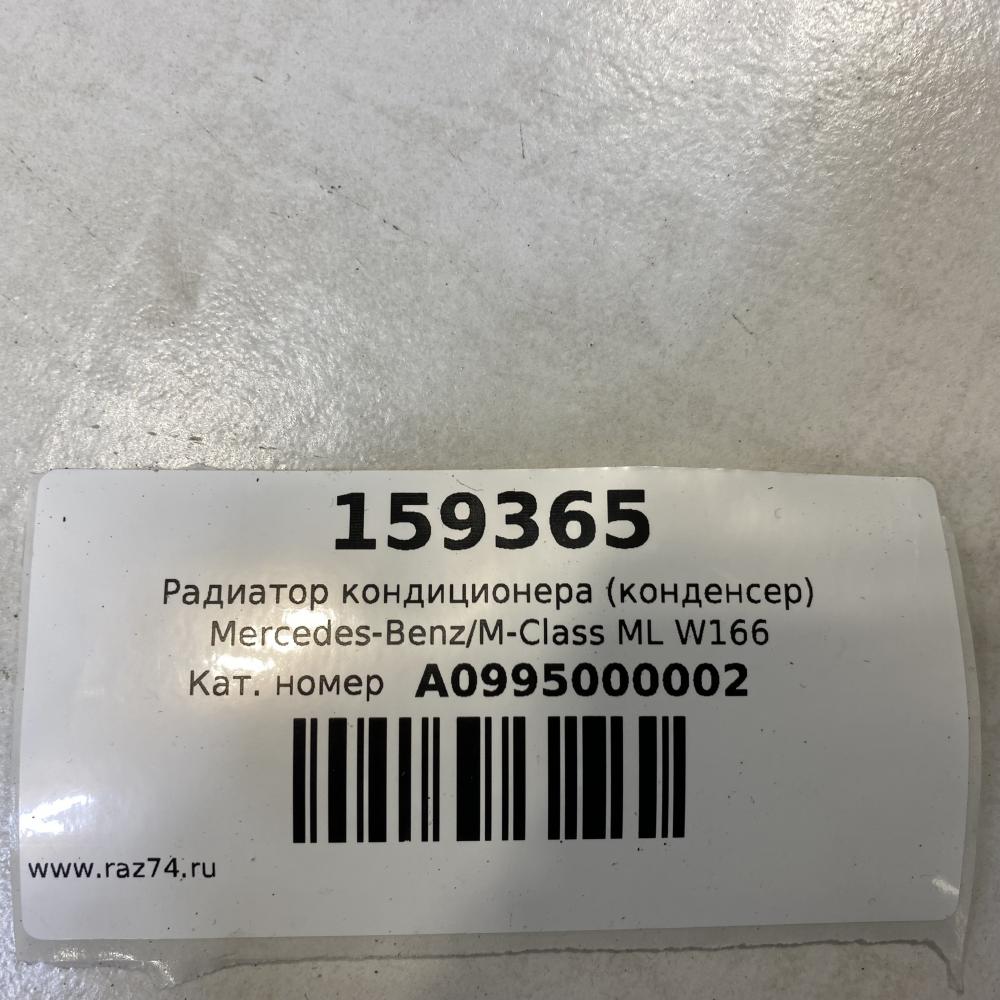 159365
Радиатор кондиционера (конденсер)
Mercedes-Benz/M-Class ML W166
Кат. номер A0995000002
www.raz74.ru